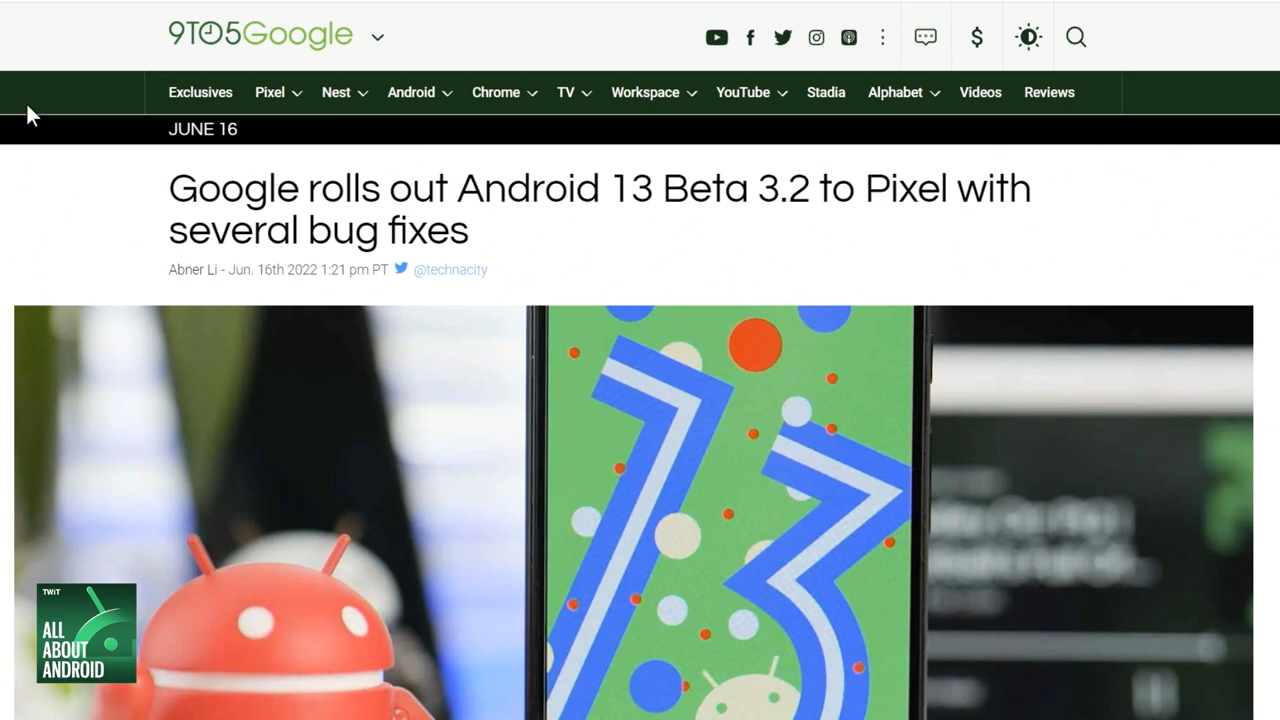 9TO5Google
Exclusives Pixel Nest Android Chrome TV Workspace YouTube Stadia Alphabet Videos Reviews
JUNE 16
Google rolls out Android 13 Beta 3.2 to Pixel with
several bug fixes
Abner Li - Jun. 16th 2022 1:21 pm PT @technacity
13
TWiT
ALL
ABOUT
ANDROID